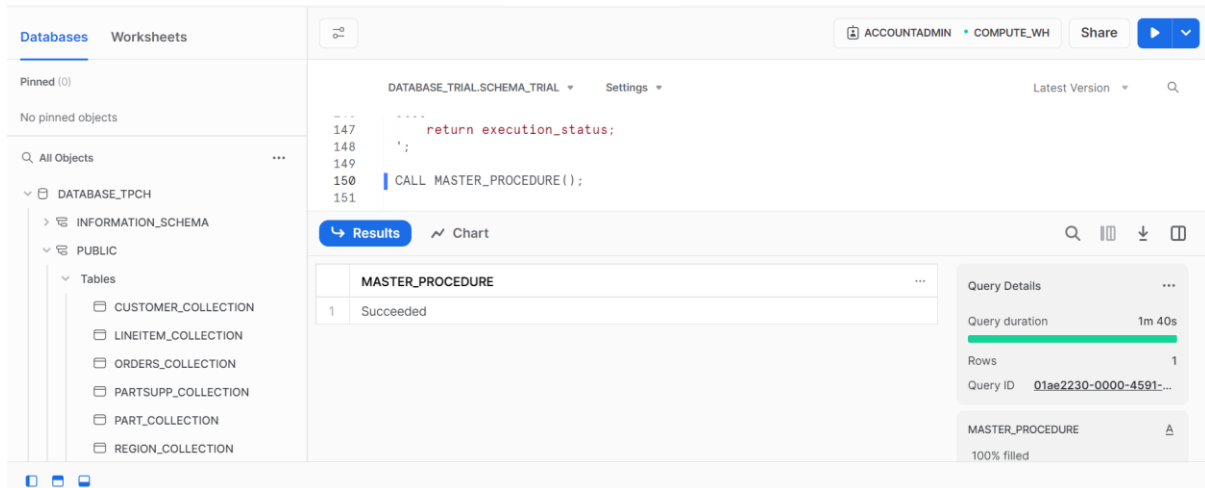 Databases Worksheets
ACCOUNTADMIN • COMPUTE_WH Share
Pinned (0)
No pinned objects
All Objects ...
DATABASE_TPCH
INFORMATION_SCHEMA
PUBLIC
Tables
CUSTOMER_COLLECTION
LINEITEM_COLLECTION
ORDERS_COLLECTION
PARTSUPP_COLLECTION
PART_COLLECTION
REGION_COLLECTION
DATABASE_TRIAL.SCHEMA_TRIAL Settings Latest Version
147 return execution_status;
148 ';
149
150 CALL MASTER_PROCEDURE();
151
Results Chart
MASTER_PROCEDURE ...
1 Succeeded
Query Details ...
Query duration 1m 40s
Rows 1
Query ID 01ae2230-0000-4591-...
MASTER_PROCEDURE A
100% filled